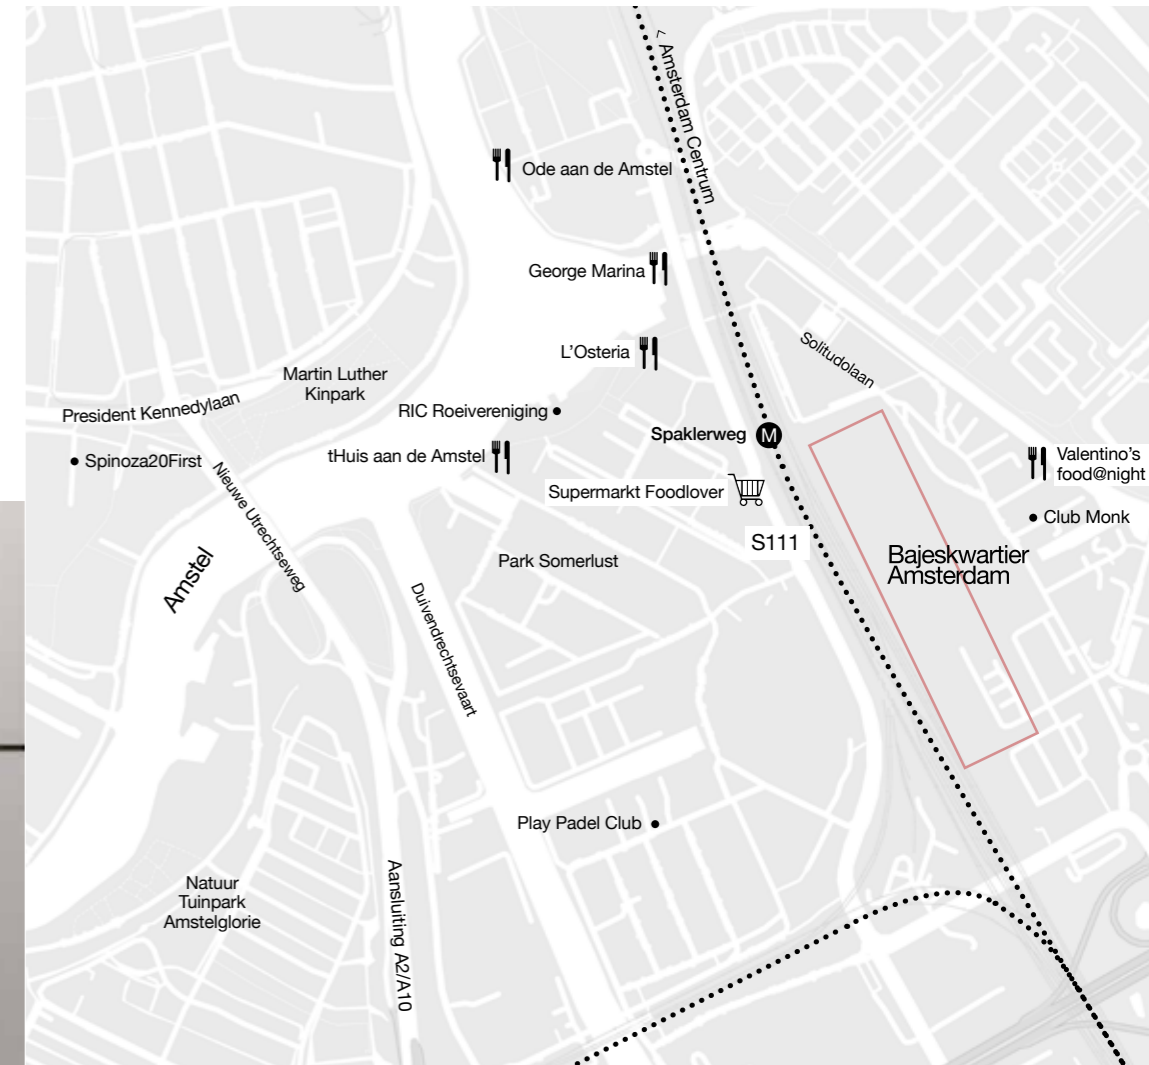 < Amsterdam Centrum
Ode aan de Amstel
George Marina
L'Osteria
Solitudolaan
Martin Luther
Kinpark
President Kennedylaan
RIC Roeivereniging
Spaklerweg M
tHuis aan de Amstel
Spinoza20First
Valentino's
food@night
Nieuwe Utrechtseweg
Supermarkt Foodlover
Club Monk
S111
Amstel
Park Somerlust
Bajeskwartier
Amsterdam
Duivendrechtsevaart
Play Padel Club
Natuur
Tuinpark
Amstelglorie
Aansluiting A2/A10